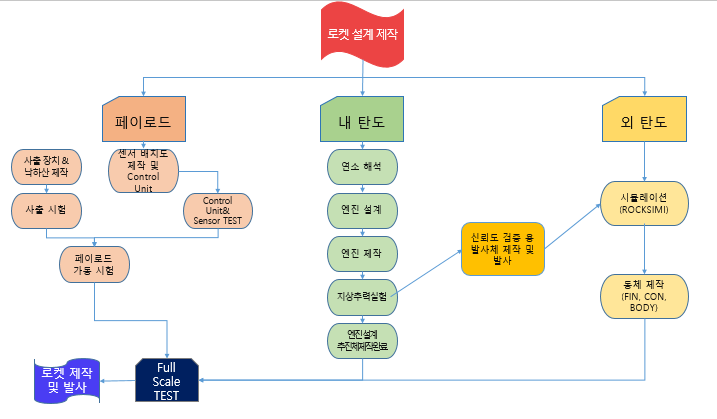 로켓 설계 제작
페이로드
내 탄도
외 탄도
사출 장치 &
낙하산 제작
센서 배치도
제작 및
Control
Unit
연소 해석
사출 시험
Control
Unit&
Sensor TEST
엔진 설계
시뮬레이션
(ROCKSIMI)
페이로드
가동 시험
엔진 제작
신뢰도 검증 용
발사체 제작 및
발사
지상추력실험
동체 제작
(FIN, CON,
BODY)
엔진설계
추진체제작완료
로켓 제작
및 발사
Full
Scale
TEST